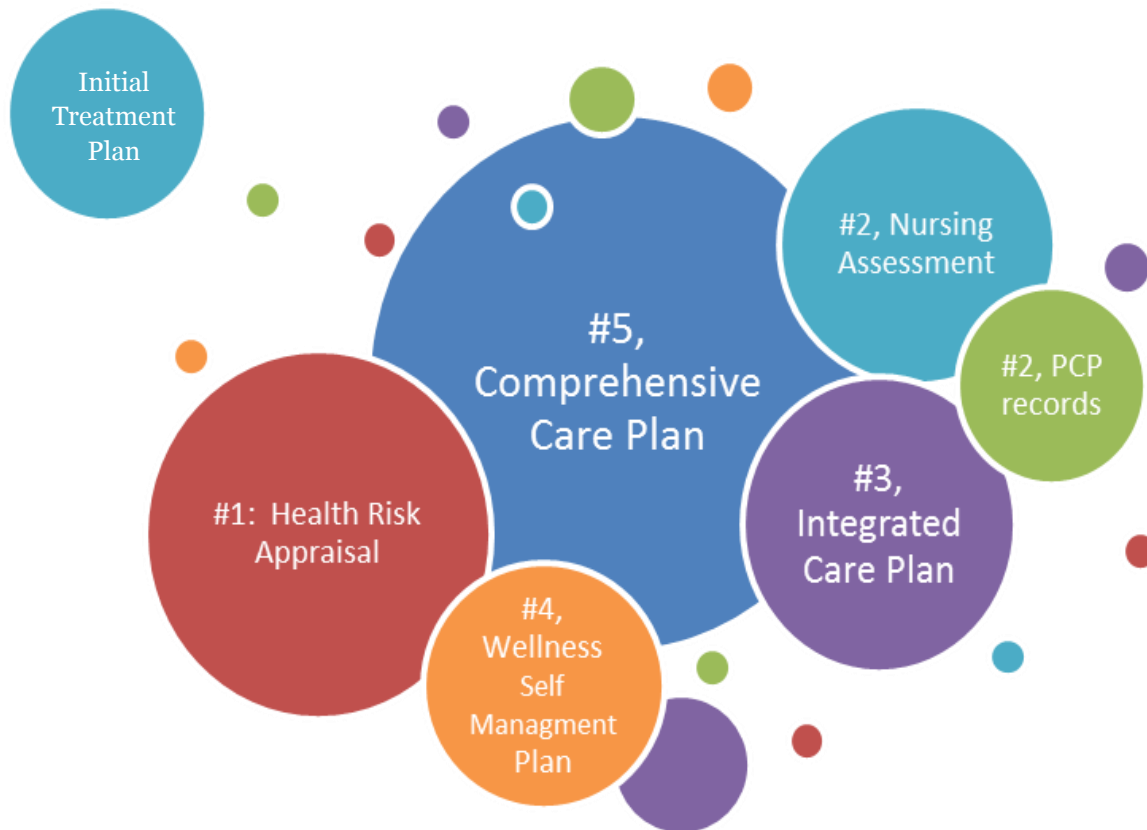 Initial
Treatment
Plan
#2, Nursing
Assessment
#5,
Comprehensive
Care Plan
#2, PCP
records
#1:  Health Risk
Appraisal
#3,
Integrated
Care Plan
#4,
Wellness
Self
Managment
Plan